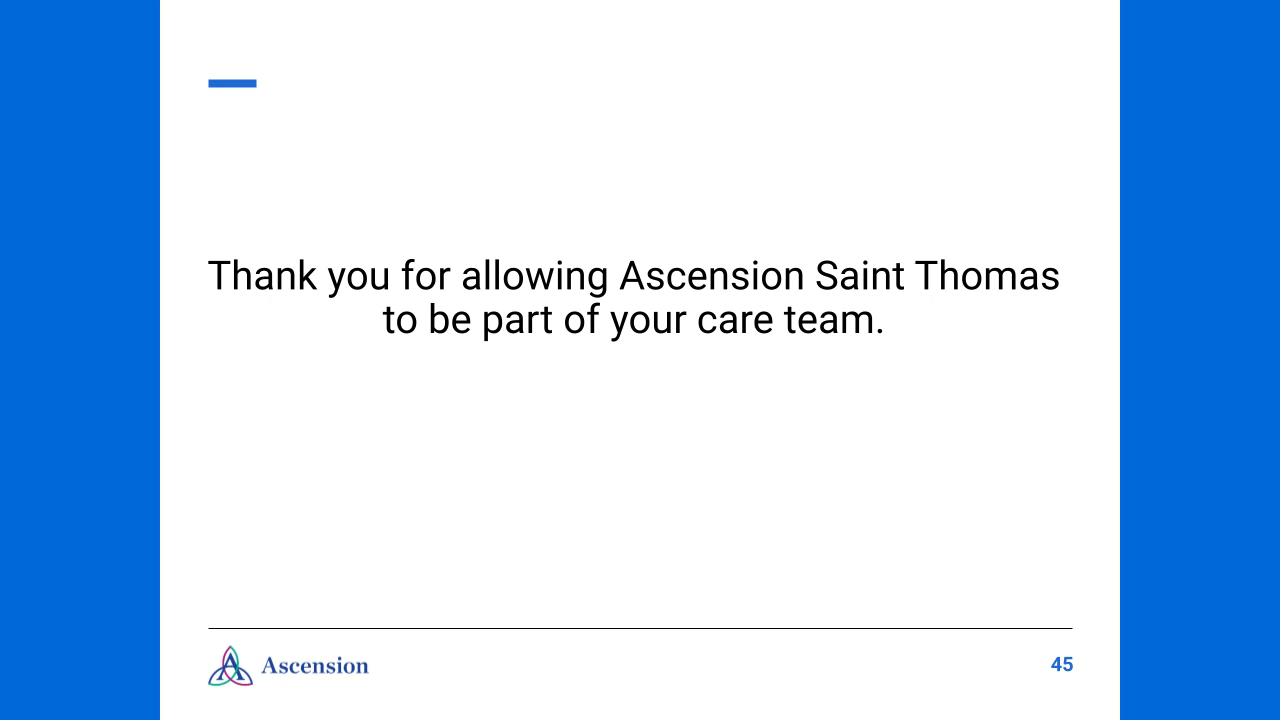 Thank you for allowing Ascension Saint Thomas
to be part of your care team.
Ascension
45